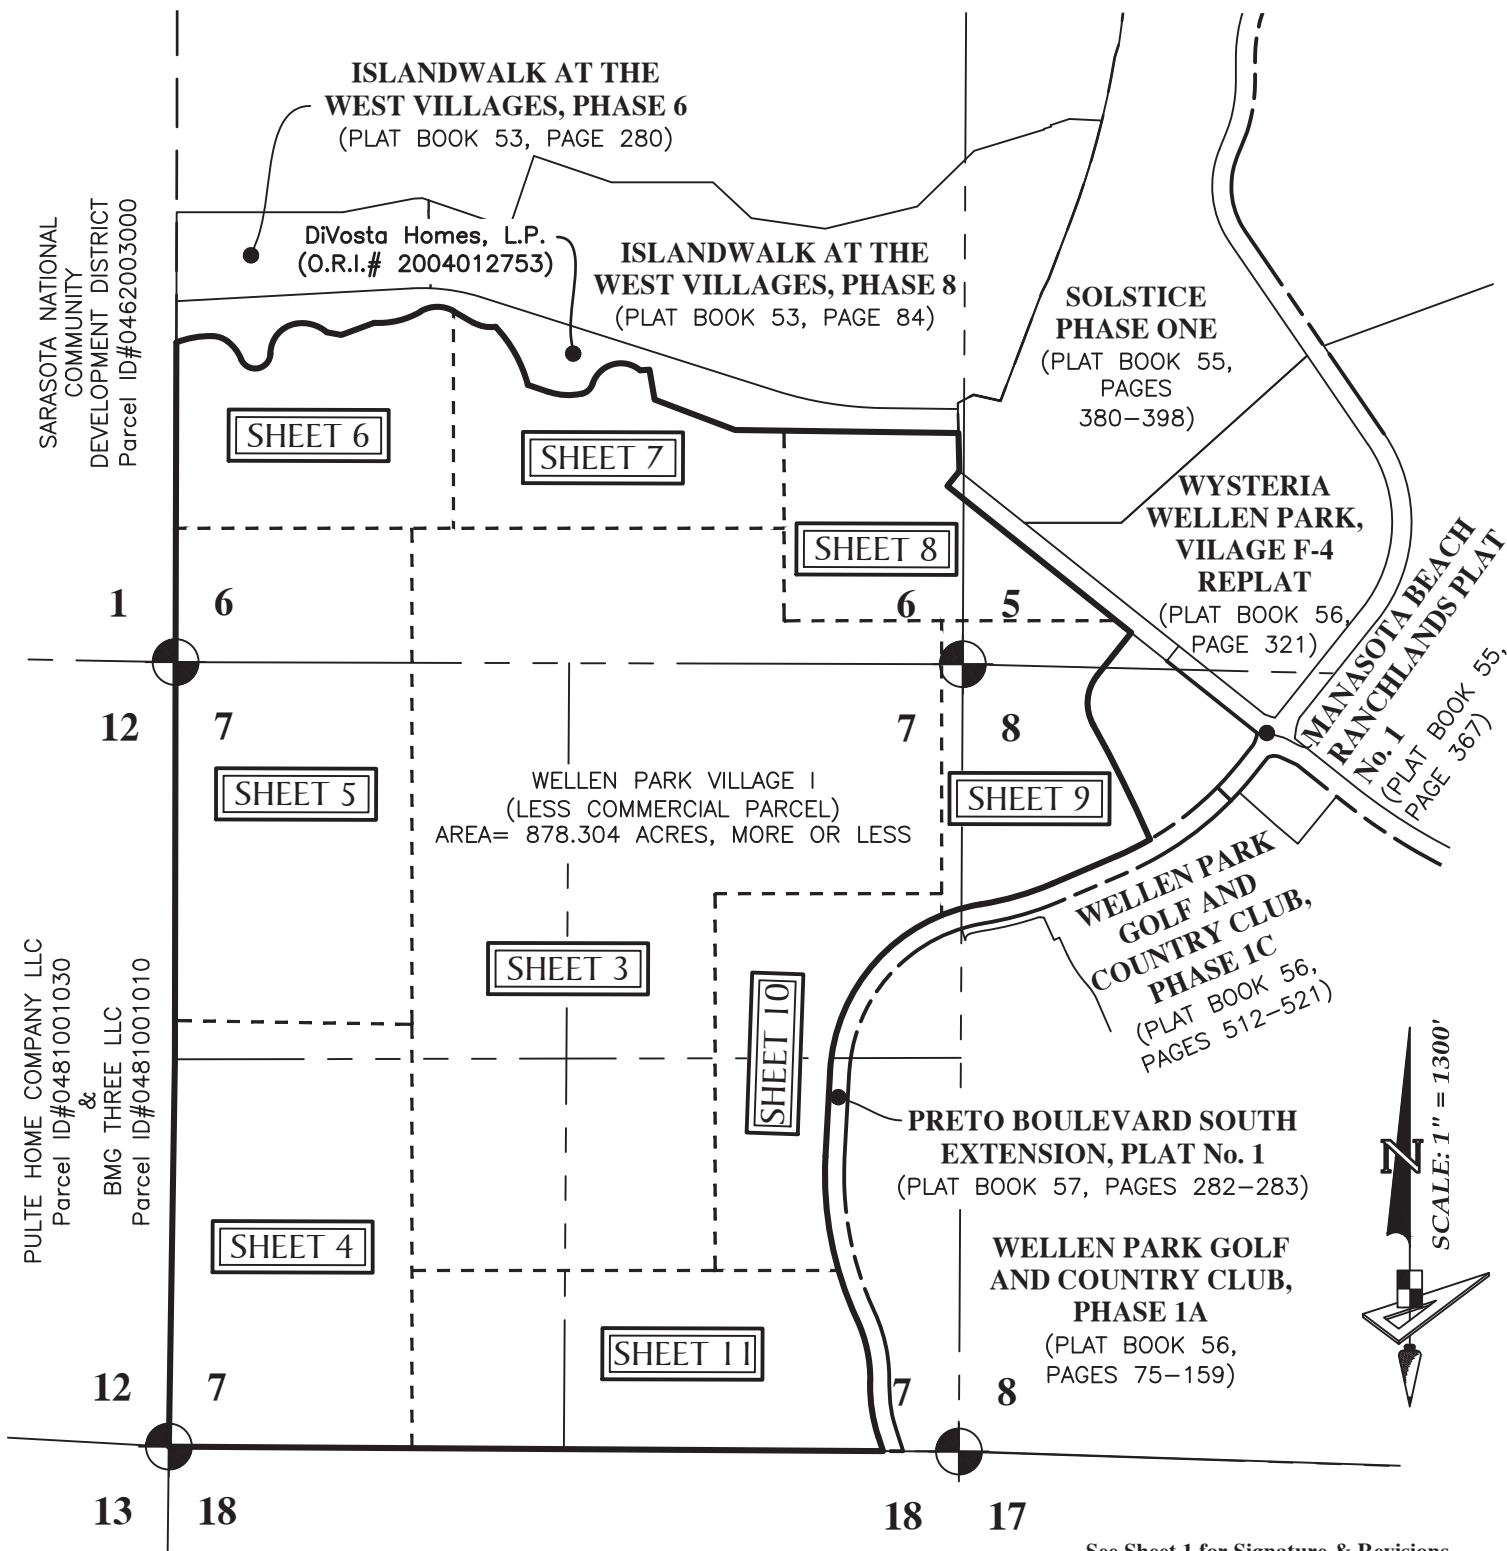 ISLANDWALK AT THE
WEST VILLAGES, PHASE 6
(PLAT BOOK 53, PAGE 280)
SARASOTA NATIONAL
COMMUNITY
DEVELOPMENT DISTRICT
Parcel ID#0462003000
DiVosta Homes, L.P.
(O.R.I.# 2004012753)
ISLANDWALK AT THE
WEST VILLAGES, PHASE 8
(PLAT BOOK 53, PAGE 84)
SOLSTICE
PHASE ONE
(PLAT BOOK 55,
PAGES
380-398)
SHEET 6
SHEET 7
SHEET 8
WYSTERIA
WELLEN PARK,
VILAGE F-4
REPLAT
(PLAT BOOK 56,
PAGE 321)
MANASOTA BEACH
RANCHLANDS PLAT
No. 1
(PLAT BOOK 55,
PAGE 367)
1 6
6 5
12 7
7 8
SHEET 5
WELLEN PARK VILLAGE I
(LESS COMMERCIAL PARCEL)
AREA= 878.304 ACRES, MORE OR LESS
SHEET 9
WELLEN PARK
GOLF AND
COUNTRY CLUB,
PHASE 1C
(PLAT BOOK 56,
PAGES 512-521)
SHEET 3
SHEET 10
PULTE HOME COMPANY LLC
Parcel ID#0481001030
&
BMG THREE LLC
Parcel ID#0481001010
PRETO BOULEVARD SOUTH
EXTENSION, PLAT No. 1
(PLAT BOOK 57, PAGES 282-283)
N
SCALE: 1" = 1300'
SHEET 4
WELLEN PARK GOLF
AND COUNTRY CLUB,
PHASE 1A
(PLAT BOOK 56,
PAGES 75-159)
SHEET 11
12 7
7 8
13 18
18 17
See Sheet 1 for Signature & Revisions